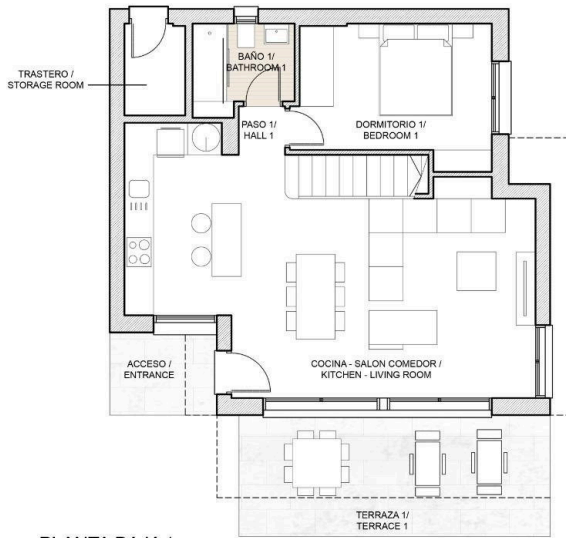 BAÑO 1/
BATHROOM 1
TRASTERO /
STORAGE ROOM
PASO 1/
HALL 1
DORMITORIO 1/
BEDROOM 1
ACCESO /
ENTRANCE
COCINA - SALON COMEDOR /
KITCHEN - LIVING ROOM
TERRAZA 1/
TERRACE 1